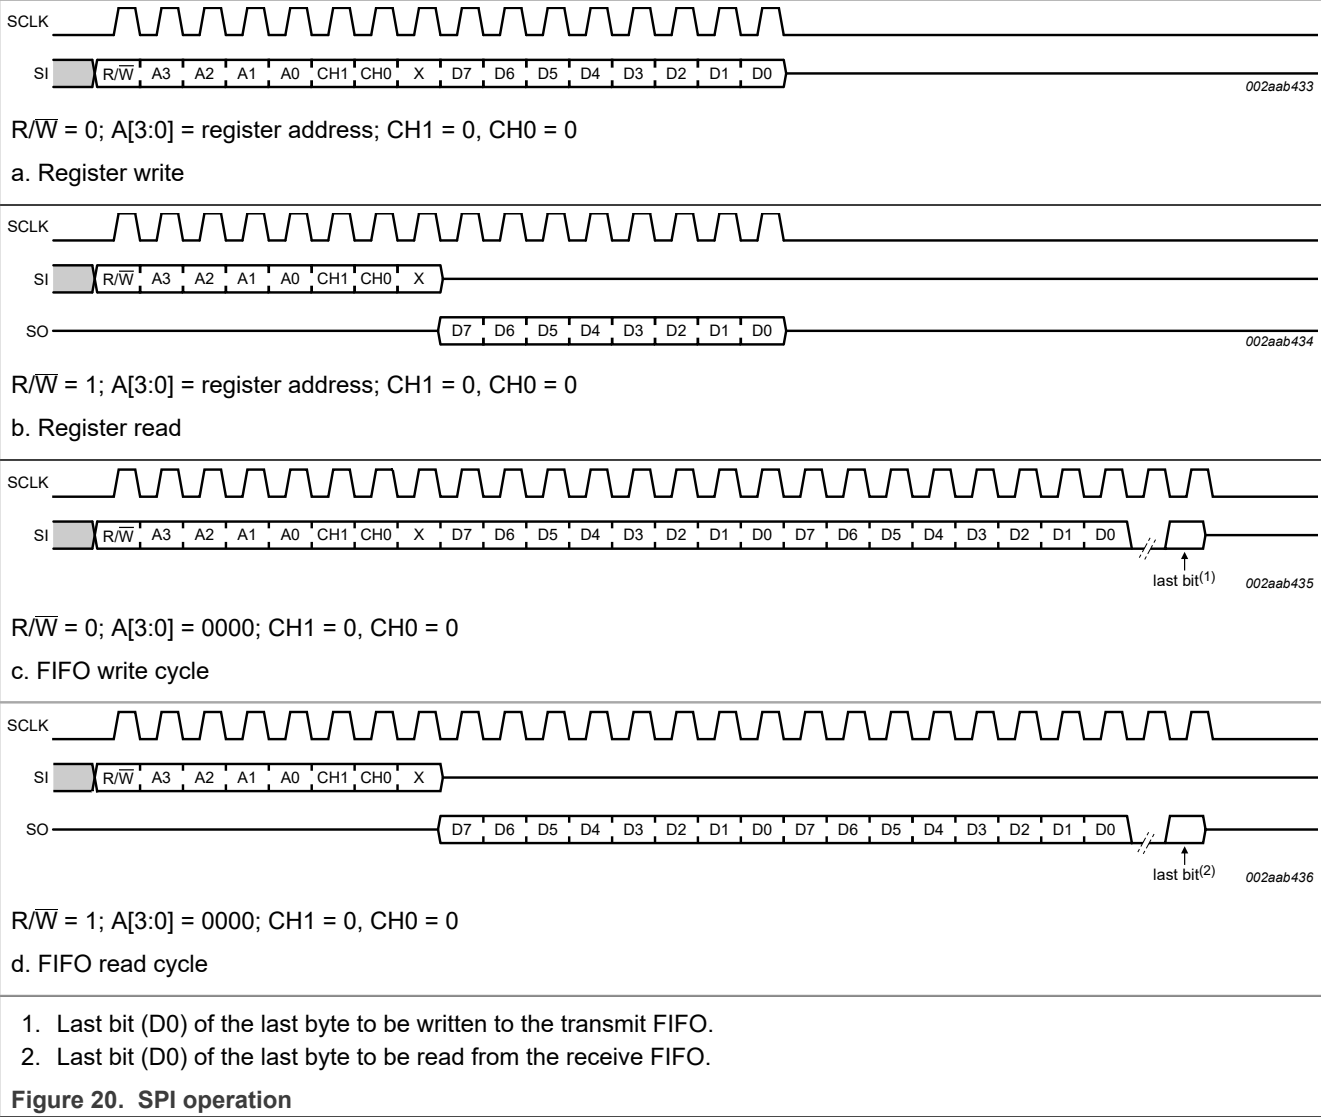 SCLK
SI R/W̅ A3 A2 A1 A0 CH1 CH0 X D7 D6 D5 D4 D3 D2 D1 D0
002aab433
R/W̅ = 0; A[3:0] = register address; CH1 = 0, CH0 = 0
a. Register write
SCLK
SI R/W̅ A3 A2 A1 A0 CH1 CH0 X
SO D7 D6 D5 D4 D3 D2 D1 D0
002aab434
R/W̅ = 1; A[3:0] = register address; CH1 = 0, CH0 = 0
b. Register read
SCLK
SI R/W̅ A3 A2 A1 A0 CH1 CH0 X D7 D6 D5 D4 D3 D2 D1 D0 D7 D6 D5 D4 D3 D2 D1 D0
last bit(1) 002aab435
R/W̅ = 0; A[3:0] = 0000; CH1 = 0, CH0 = 0
c. FIFO write cycle
SCLK
SI R/W̅ A3 A2 A1 A0 CH1 CH0 X
SO D7 D6 D5 D4 D3 D2 D1 D0 D7 D6 D5 D4 D3 D2 D1 D0
last bit(2) 002aab436
R/W̅ = 1; A[3:0] = 0000; CH1 = 0, CH0 = 0
d. FIFO read cycle
1. Last bit (D0) of the last byte to be written to the transmit FIFO.
2. Last bit (D0) of the last byte to be read from the receive FIFO.
Figure 20. SPI operation